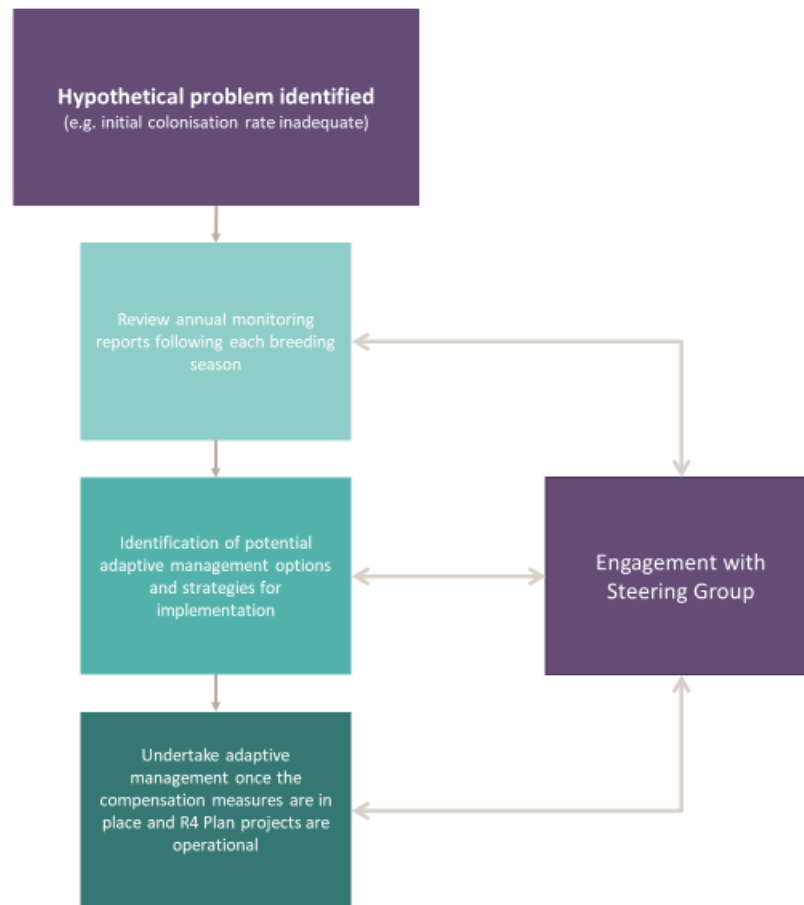 Hypothetical problem identified
(e.g. initial colonisation rate inadequate)
Review annual monitoring
reports following each breeding
season
Identification of potential
adaptive management options
and strategies for
implementation
Engagement with
Steering Group
Undertake adaptive
management once the
compensation measures are in
place and R4 Plan projects are
operational